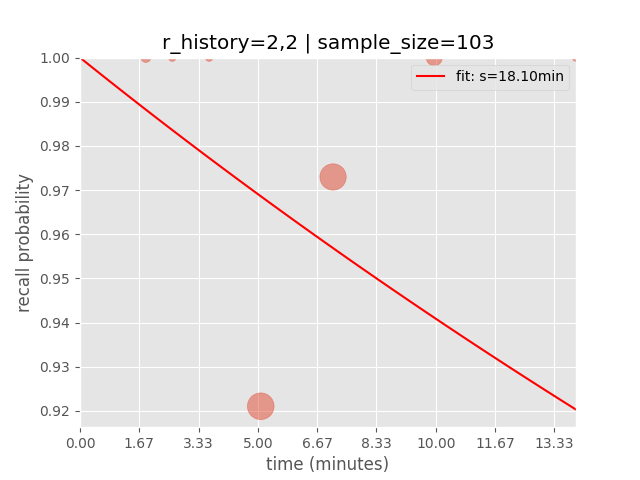 r_history=2,2 | sample_size=103
fit: s=18.10min
recall probability
1.00
0.99
0.98
0.97
0.96
0.95
0.94
0.93
0.92
0.00 1.67 3.33 5.00 6.67 8.33 10.00 11.67 13.33
time (minutes)